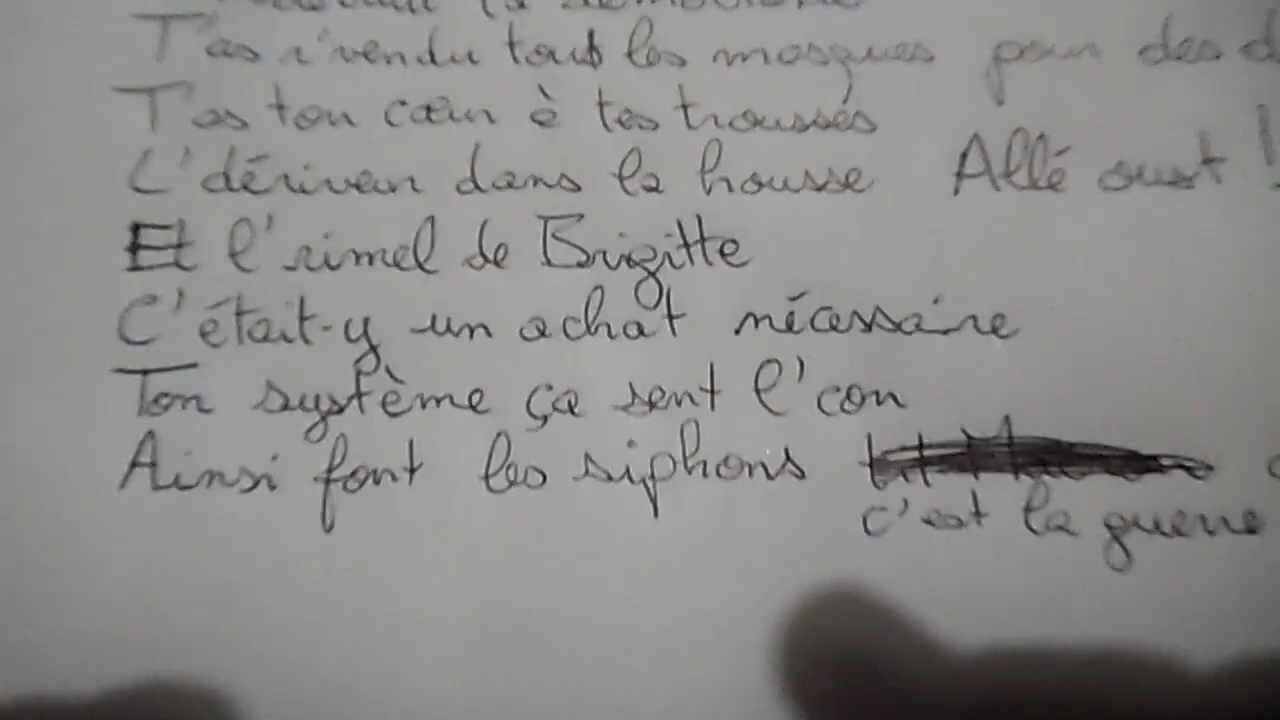 T'as r'vendu tous les masques pour des
T'as ton cœur à tes trousses
L'dériveur dans la housse Allé oust !
Et l'rimel de Brigitte
C'était-y un achat nécessaire
Ton système ça sent l'con
Ainsi font les siphons
c'est la guerre